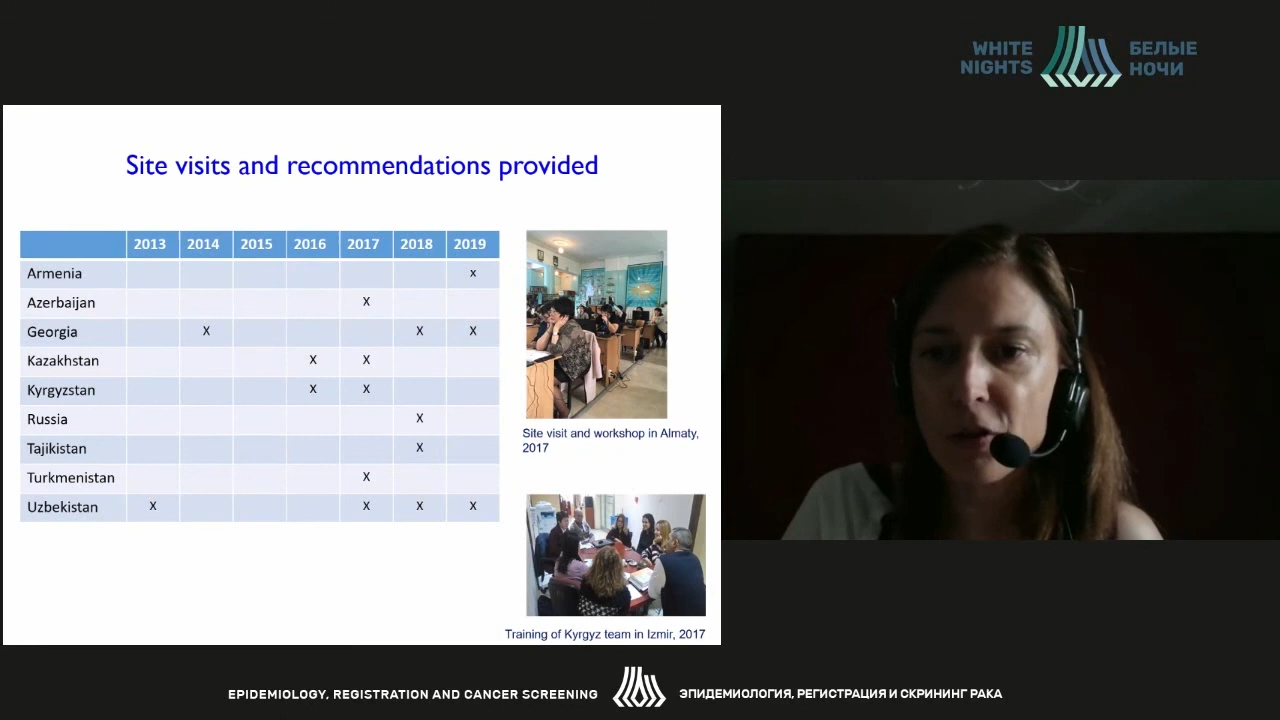 WHITE NIGHTS
БЕЛЫЕ НОЧИ
Site visits and recommendations provided
2013 2014 2015 2016 2017 2018 2019
Armenia x
Azerbaijan X
Georgia X X X
Kazakhstan X X
Kyrgyzstan X X
Russia X
Tajikistan X
Turkmenistan X
Uzbekistan X X X X
Site visit and workshop in Almaty,
2017
Training of Kyrgyz team in Izmir, 2017
EPIDEMIOLOGY, REGISTRATION AND CANCER SCREENING
ЭПИДЕМИОЛОГИЯ, РЕГИСТРАЦИЯ И СКРИНИНГ РАКА